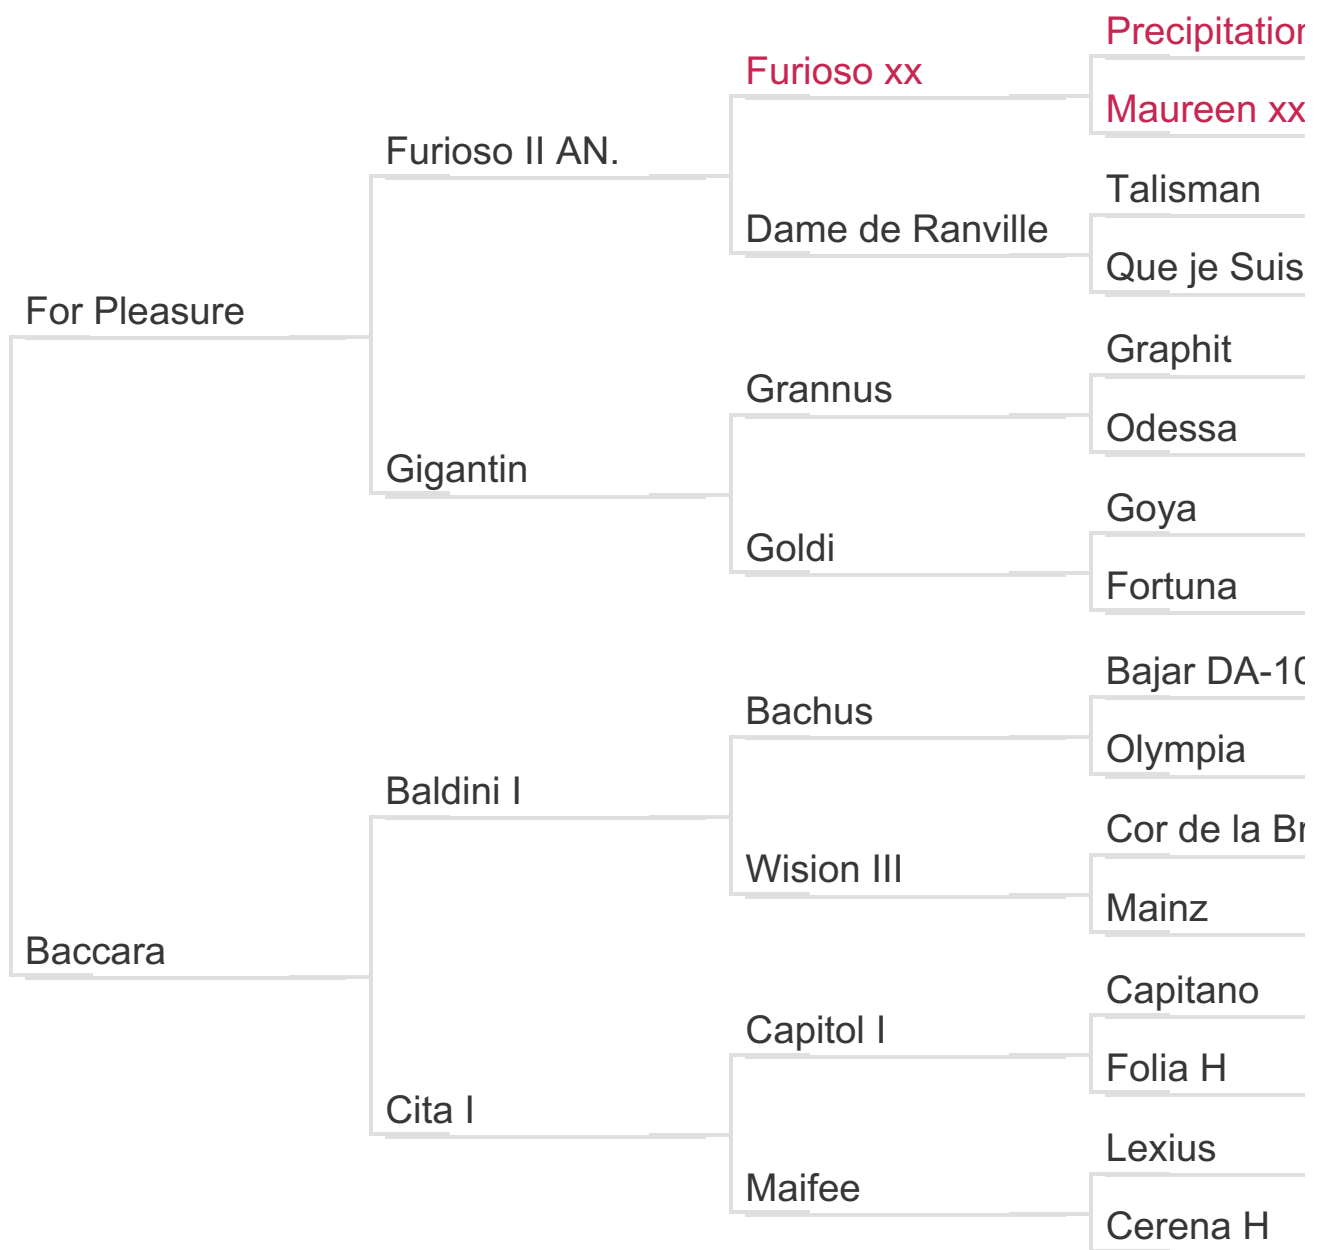 Precipitation
Furioso xx
Maureen xx
Furioso II AN.
Talisman
Dame de Ranville
Que je Suis
For Pleasure
Graphit
Grannus
Odessa
Gigantin
Goya
Goldi
Fortuna
Bajar DA-10
Bachus
Olympia
Baldini I
Cor de la Br
Wision III
Mainz
Baccara
Capitano
Capitol I
Folia H
Cita I
Lexius
Maifee
Cerena H